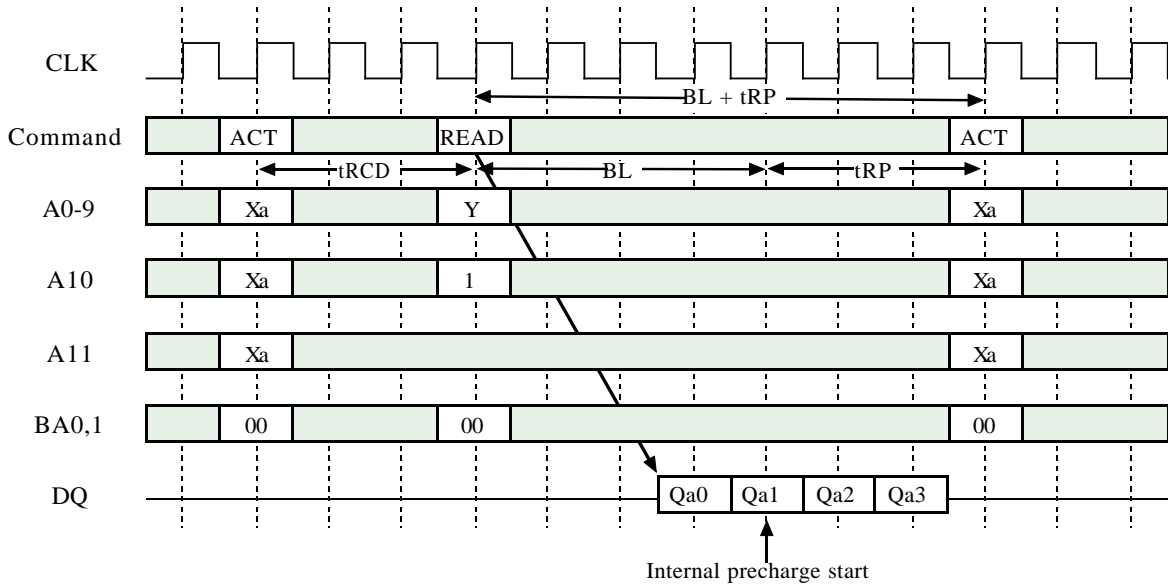 CLK
BL + tRP
Command ACT READ ACT
tRCD BL tRP
A0-9 Xa Y Xa
A10 Xa 1 Xa
A11 Xa Xa
BA0,1 00 00 00
DQ Qa0 Qa1 Qa2 Qa3
Internal precharge start